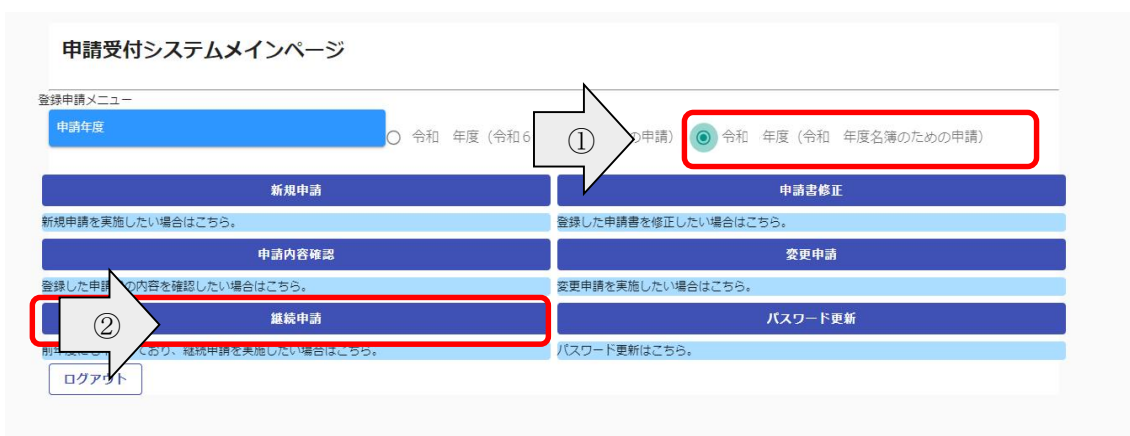 申請受付システムメインページ
登録申請メニュー
申請年度
令和 年度(令和6 の申請)
①
令和 年度(令和 年度名簿のための申請)
新規申請
申請書修正
新規申請を実施したい場合はこちら。
登録した申請書を修正したい場合はこちら。
申請内容確認
変更申請
登録した申請 の内容を確認したい場合はこちら。
変更申請を実施したい場合はこちら。
②
継続申請
パスワード更新
ており、継続申請を実施したい場合はこちら。
パスワード更新はこちら。
ログアウト